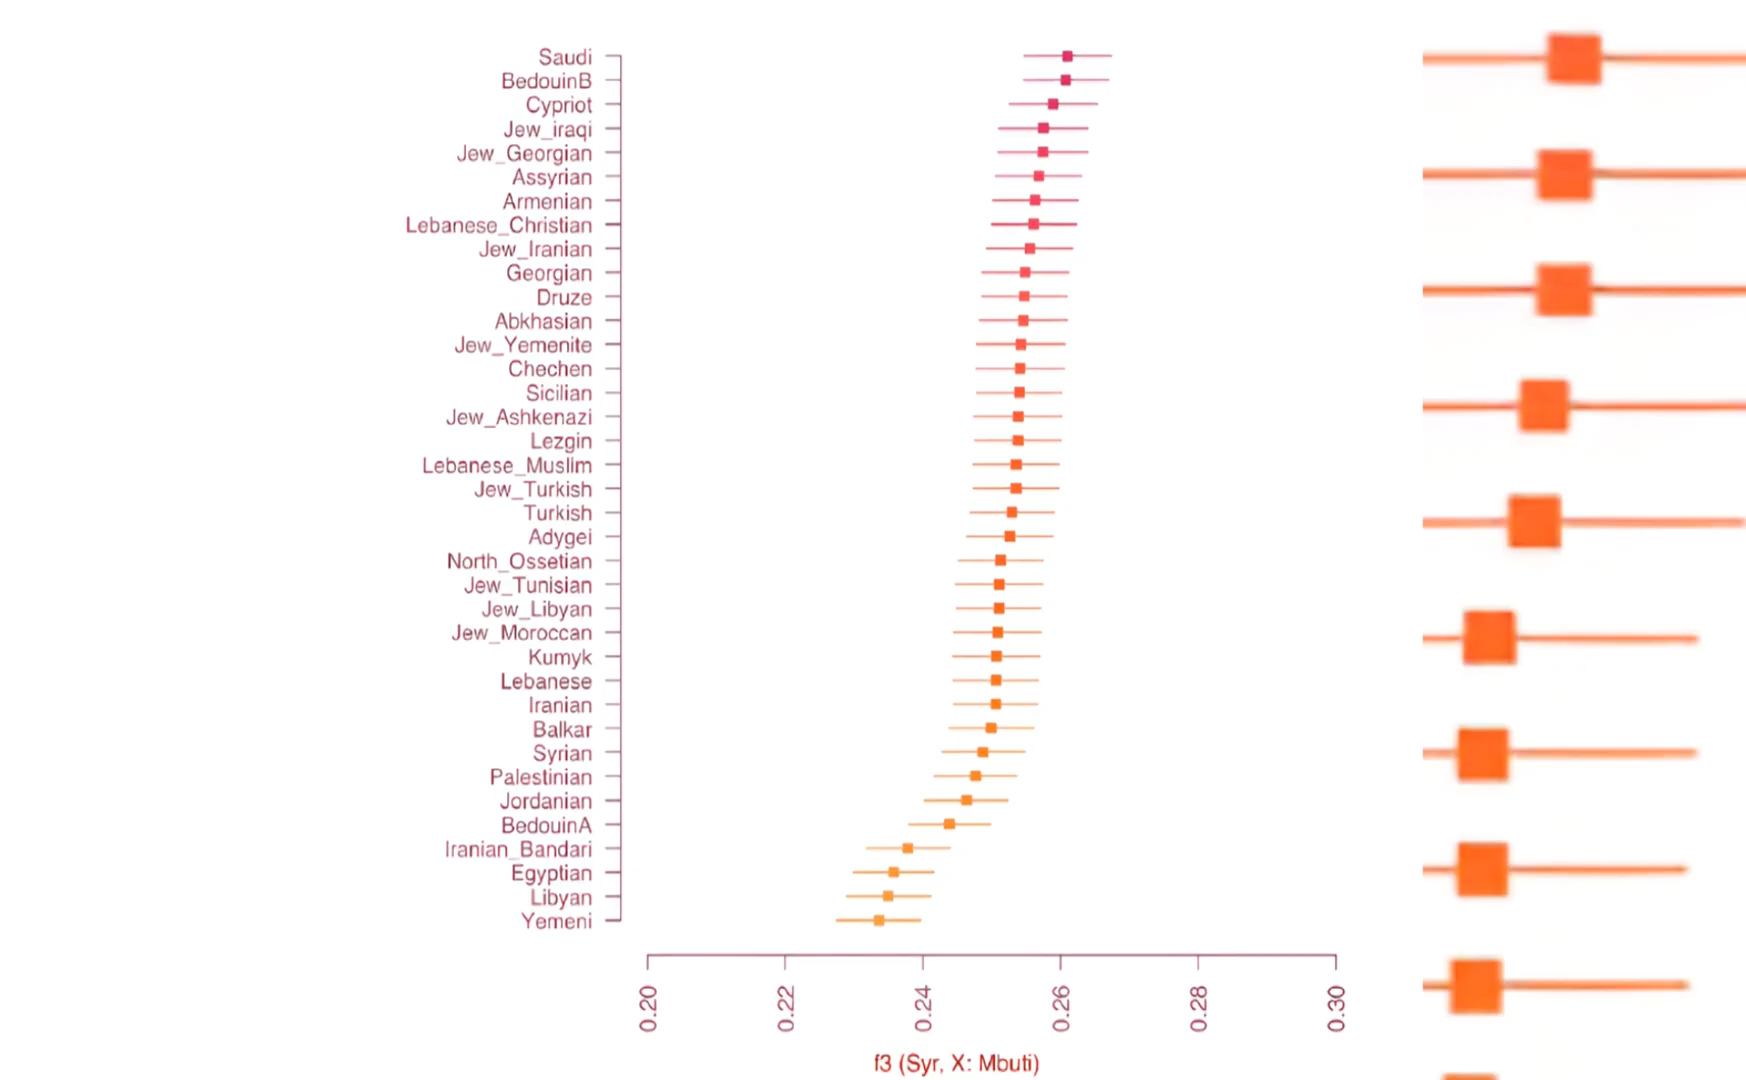 Saudi
BedouinB
Cypriot
Jew_iraqi
Jew_Georgian
Assyrian
Armenian
Lebanese_Christian
Jew_Iranian
Georgian
Druze
Abkhasian
Jew_Yemenite
Chechen
Sicilian
Jew_Ashkenazi
Lezgin
Lebanese_Muslim
Jew_Turkish
Turkish
Adygei
North_Ossetian
Jew_Tunisian
Jew_Libyan
Jew_Moroccan
Kumyk
Lebanese
Iranian
Balkar
Syrian
Palestinian
Jordanian
BedouinA
Iranian_Bandari
Egyptian
Libyan
Yemeni
0.20 0.22 0.24 0.26 0.28 0.30
f3 (Syr, X: Mbuti)